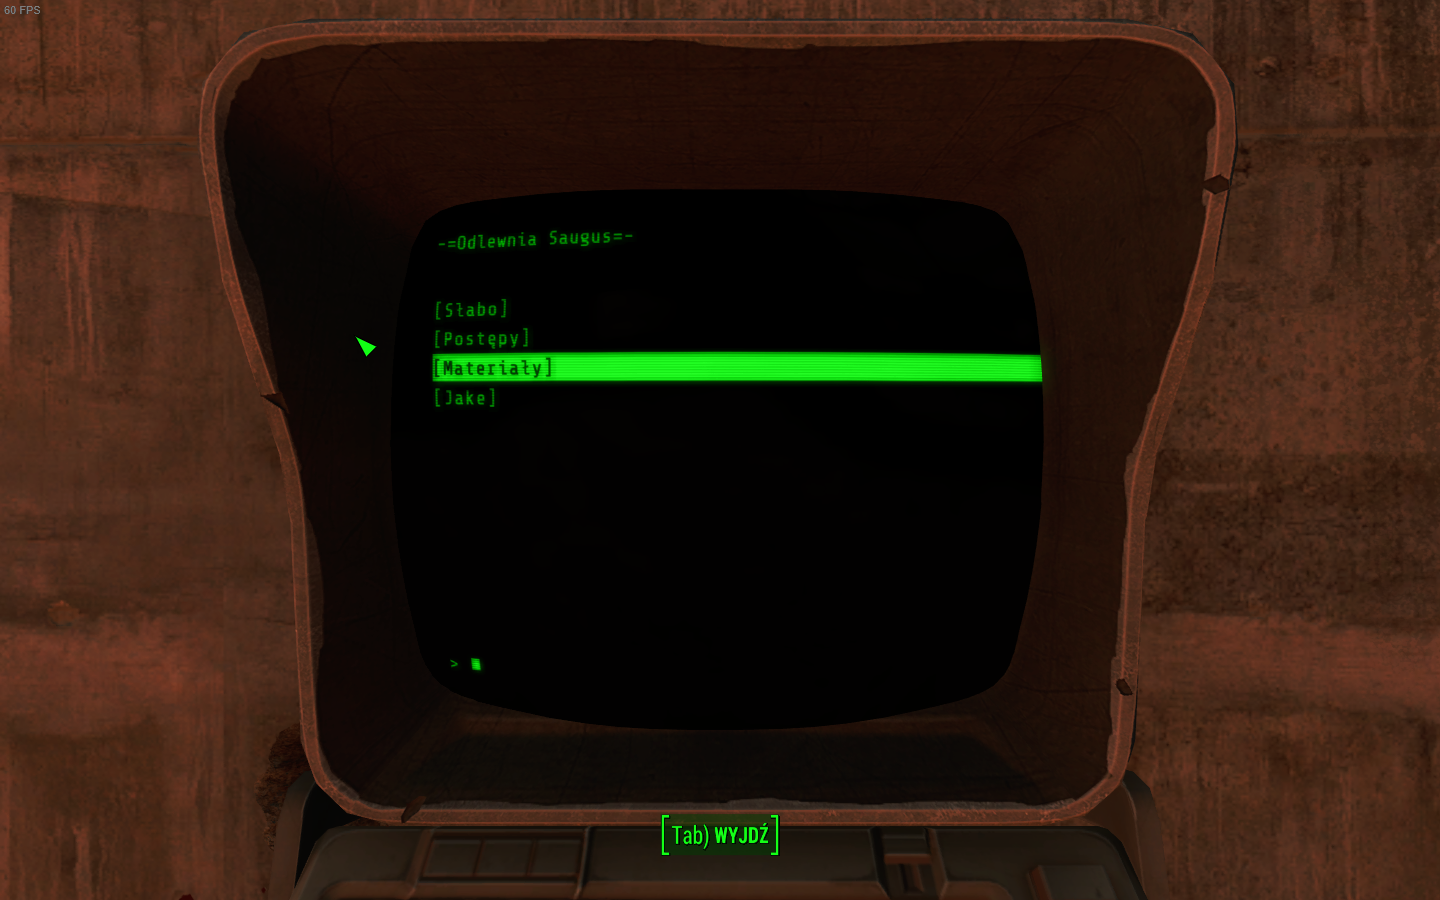 60 FPS
-=Odlewnia Saugus=-
[Słabo]
[Postępy]
[Materiały]
[Jake]
>
[Tab) WYJDŹ]